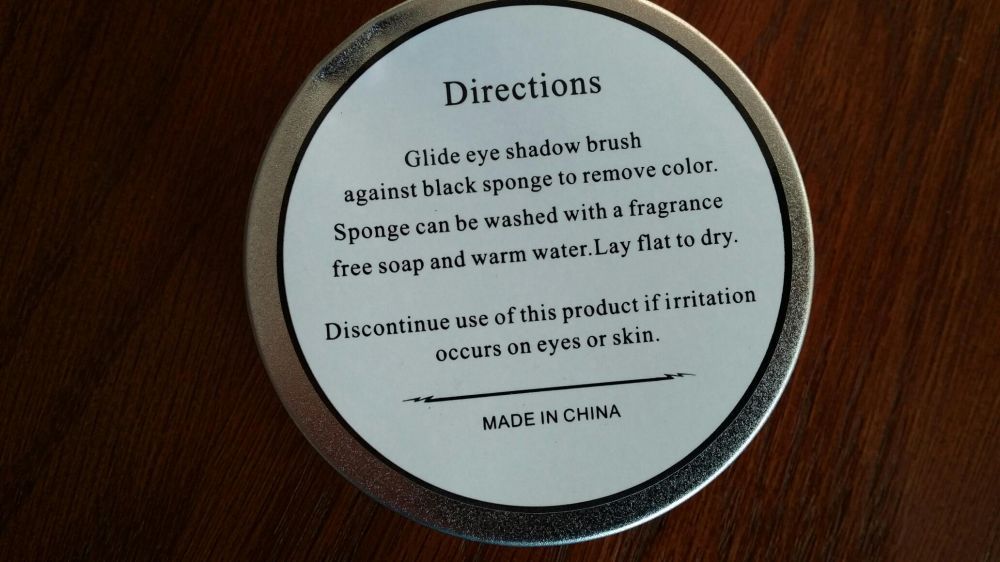 Directions
Glide eye shadow brush
against black sponge to remove color.
Sponge can be washed with a fragrance
free soap and warm water.Lay flat to dry.
Discontinue use of this product if irritation
occurs on eyes or skin.
MADE IN CHINA